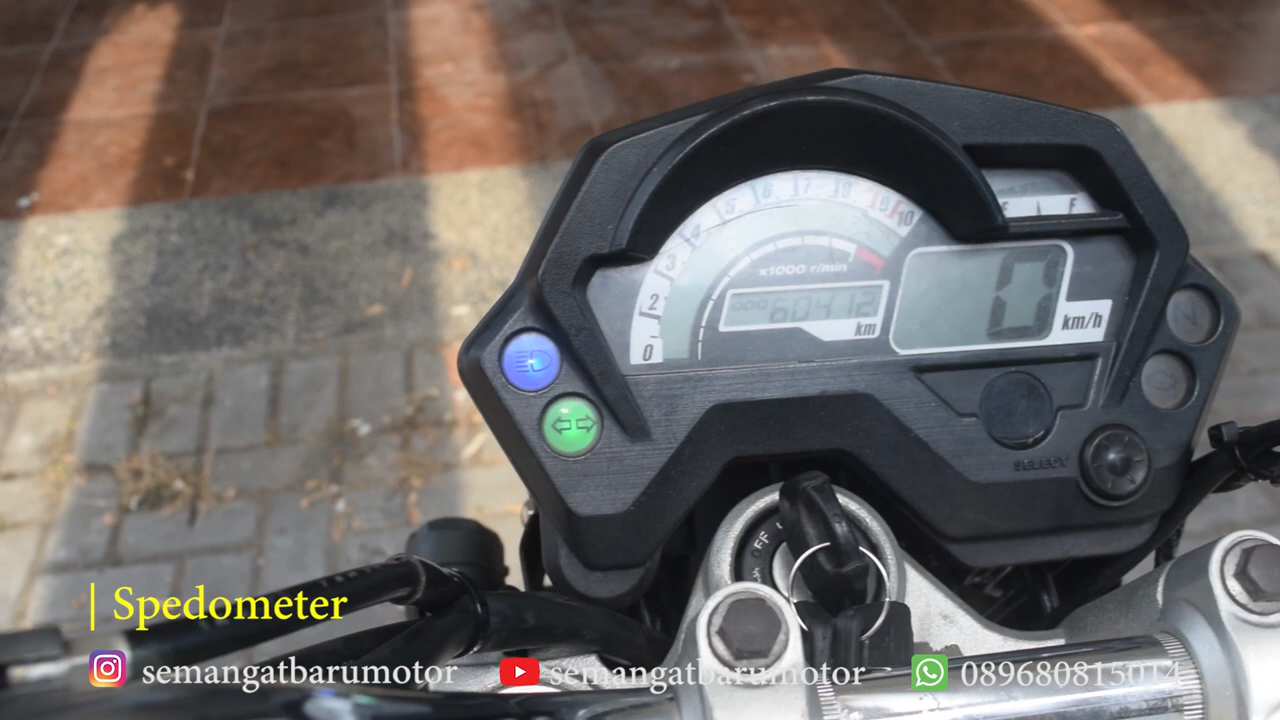 5 6 7 8 9 10
4
3
2
0
x1000 r/min
60412
km
0
km/h
F
N
SELECT
FF
| Spedometer
semangatbarumotor semangatbarumotor 089680815014